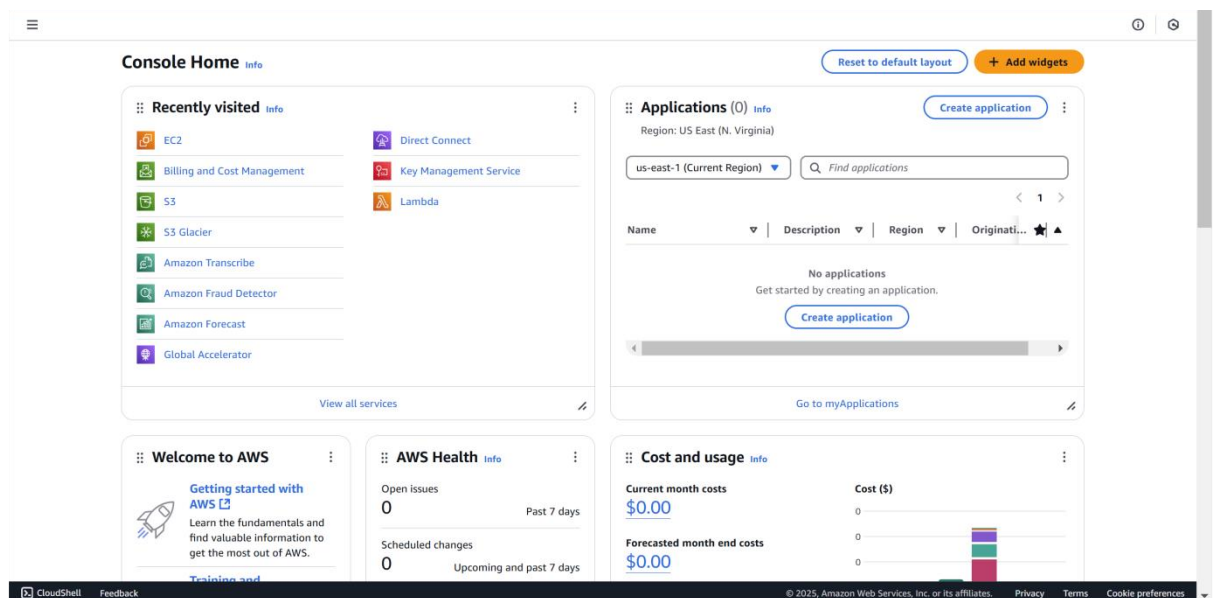 Console Home Info
Reset to default layout
+ Add widgets
Recently visited Info
EC2
Billing and Cost Management
S3
S3 Glacier
Amazon Transcribe
Amazon Fraud Detector
Amazon Forecast
Global Accelerator
Direct Connect
Key Management Service
Lambda
View all services
Applications (0) Info
Create application
Region: US East (N. Virginia)
us-east-1 (Current Region)
Find applications
1
Name Description Region Originati...
No applications
Get started by creating an application.
Create application
Go to myApplications
Welcome to AWS
Getting started with
AWS
Learn the fundamentals and
find valuable information to
get the most out of AWS.
Training and
AWS Health Info
Open issues
0 Past 7 days
Scheduled changes
0 Upcoming and past 7 days
Cost and usage Info
Current month costs
$0.00
Forecasted month end costs
$0.00
Cost ($)
0
0
0
CloudShell Feedback © 2025, Amazon Web Services, Inc. or its affiliates. Privacy Terms Cookie preferences